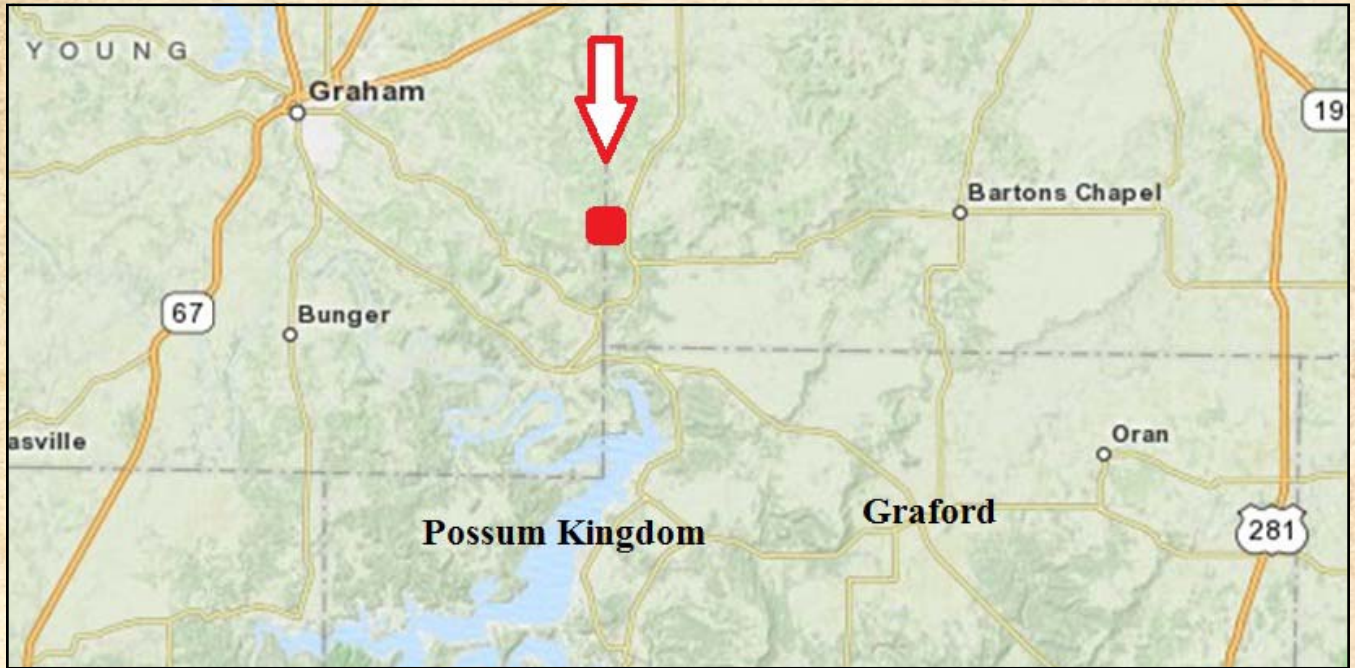 YOUNG
Graham
19
Bartons Chapel
67
Bunger
asville
Oran
Graford
Possum Kingdom
281